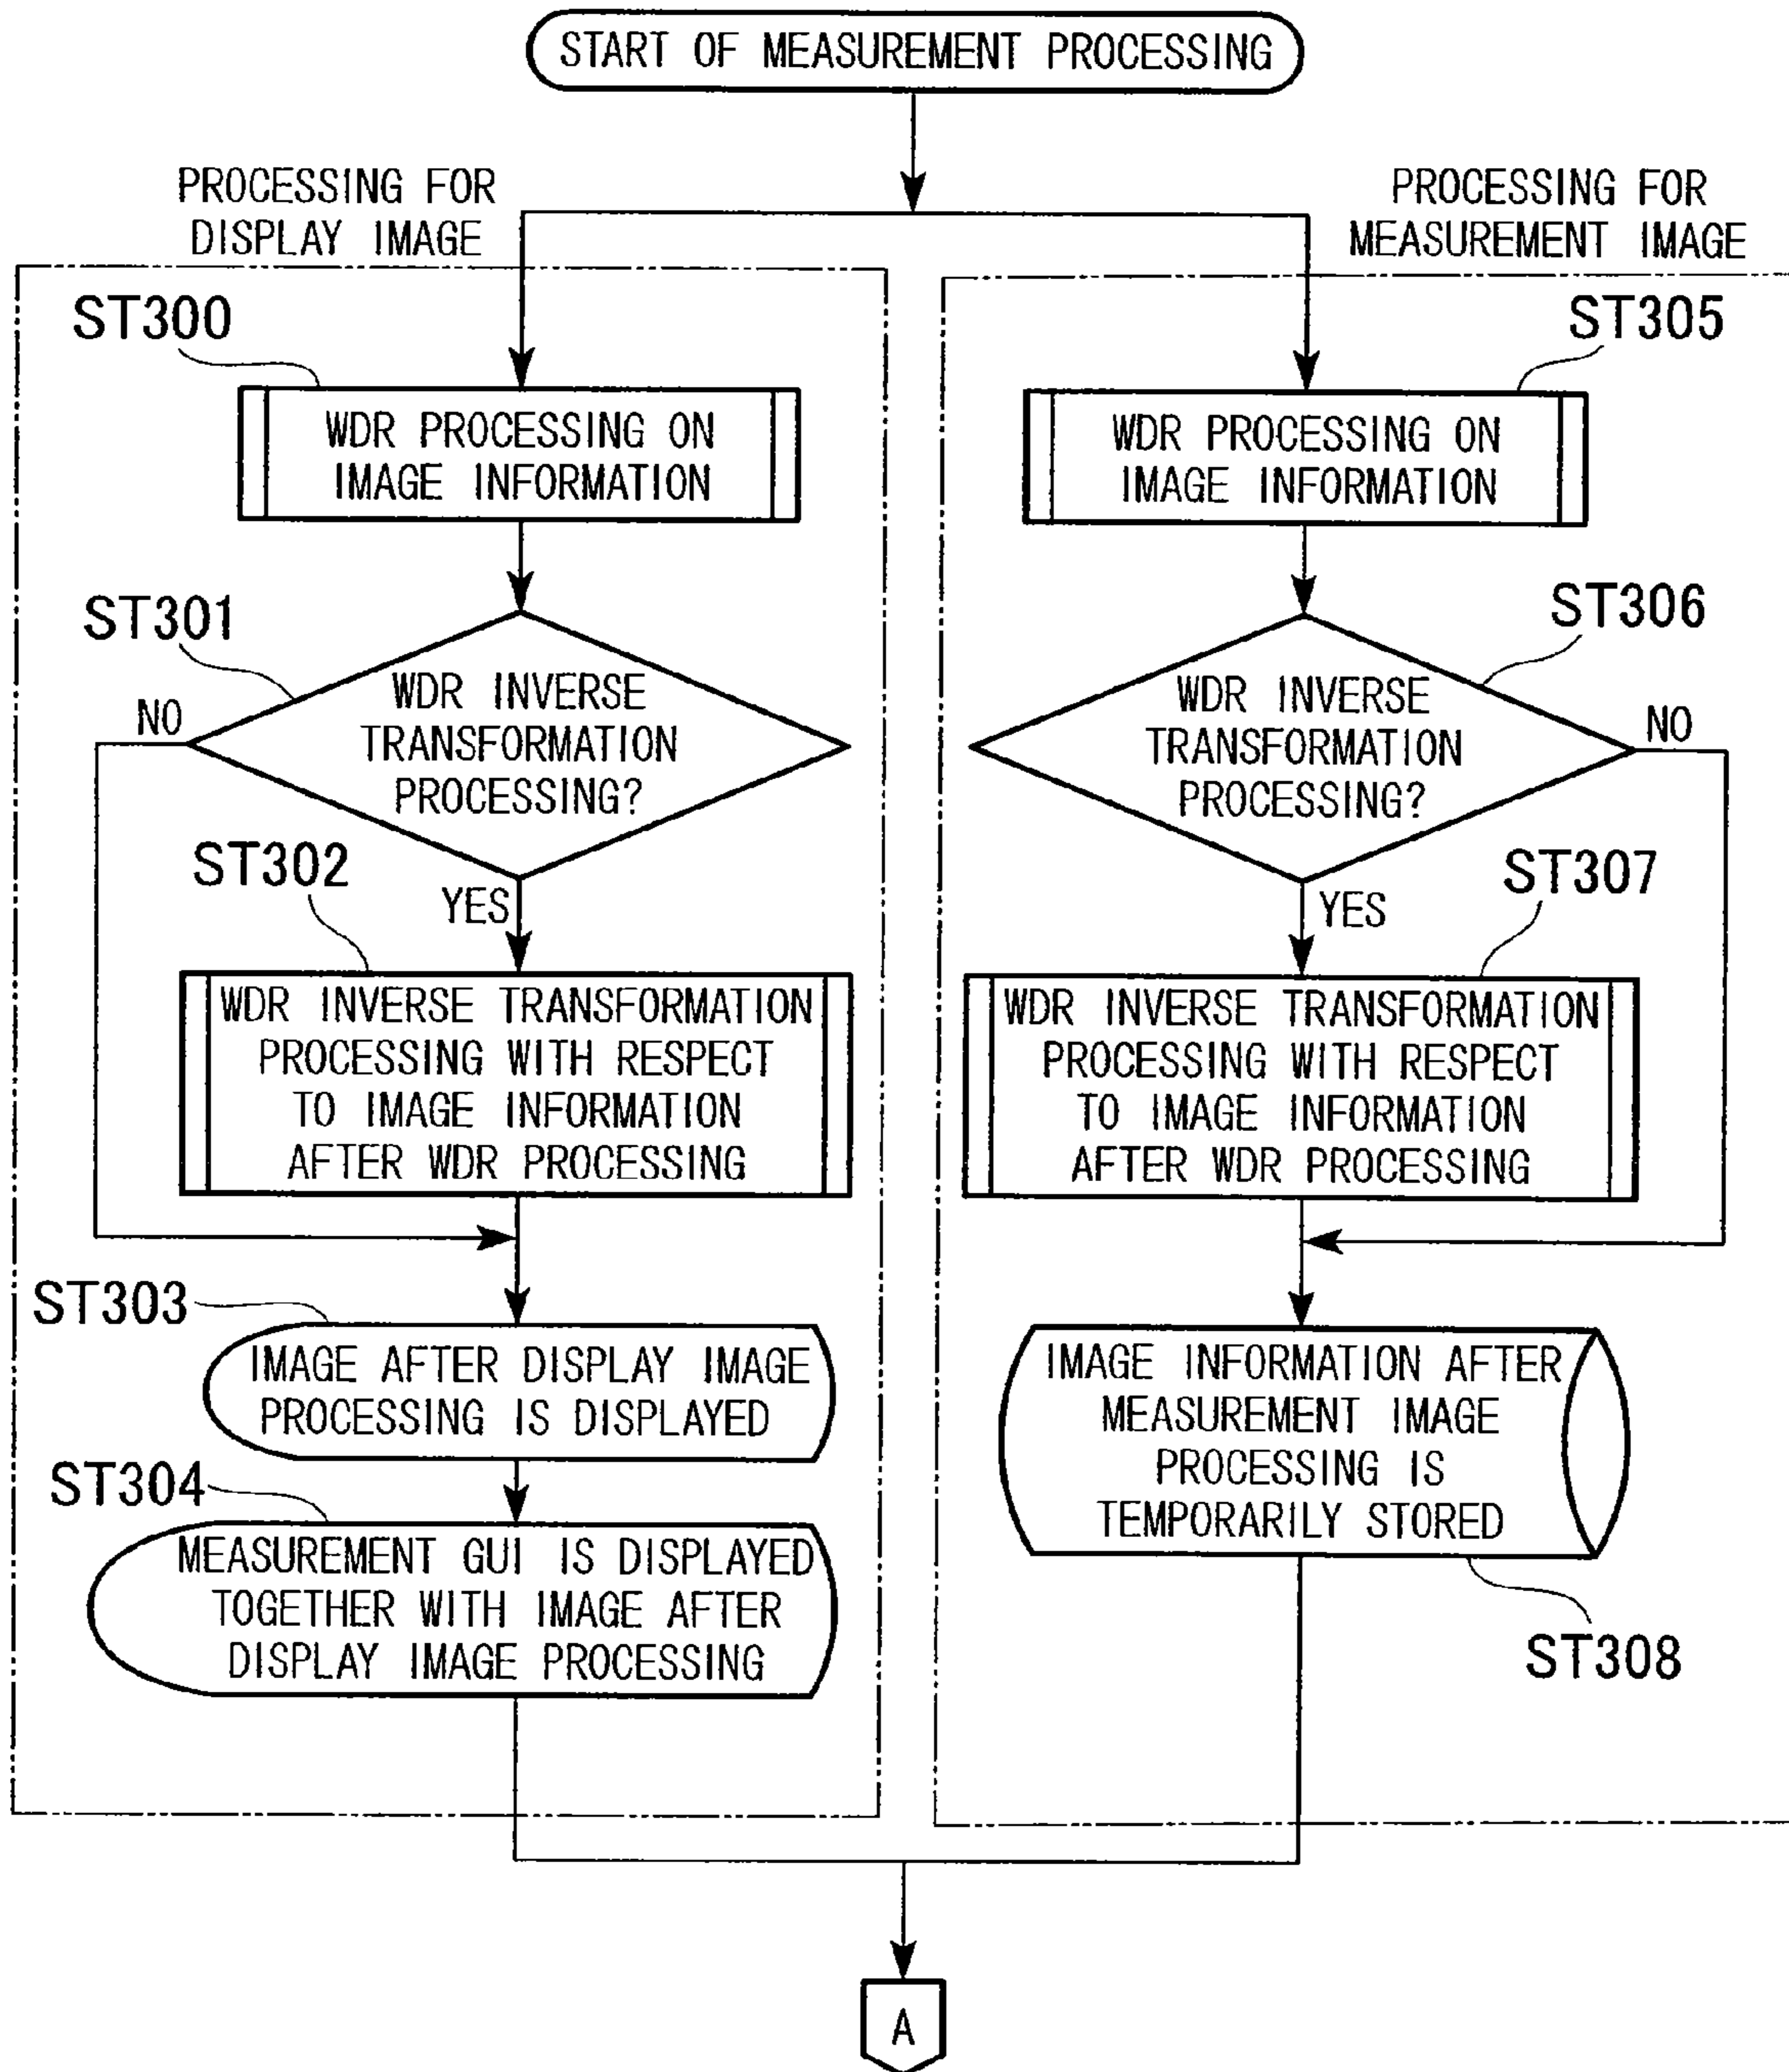 START OF MEASUREMENT PROCESSING
PROCESSING FOR
DISPLAY IMAGE
ST300
WDR PROCESSING ON
IMAGE INFORMATION
ST301
WDR INVERSE
TRANSFORMATION
PROCESSING?
NO
YES
ST302
WDR INVERSE TRANSFORMATION
PROCESSING WITH RESPECT
TO IMAGE INFORMATION
AFTER WDR PROCESSING
ST303
IMAGE AFTER DISPLAY IMAGE
PROCESSING IS DISPLAYED
ST304
MEASUREMENT GUI IS DISPLAYED
TOGETHER WITH IMAGE AFTER
DISPLAY IMAGE PROCESSING
PROCESSING FOR
MEASUREMENT IMAGE
ST305
WDR PROCESSING ON
IMAGE INFORMATION
ST306
WDR INVERSE
TRANSFORMATION
PROCESSING?
NO
YES
ST307
WDR INVERSE TRANSFORMATION
PROCESSING WITH RESPECT
TO IMAGE INFORMATION
AFTER WDR PROCESSING
IMAGE INFORMATION AFTER
MEASUREMENT IMAGE
PROCESSING IS
TEMPORARILY STORED
ST308
A